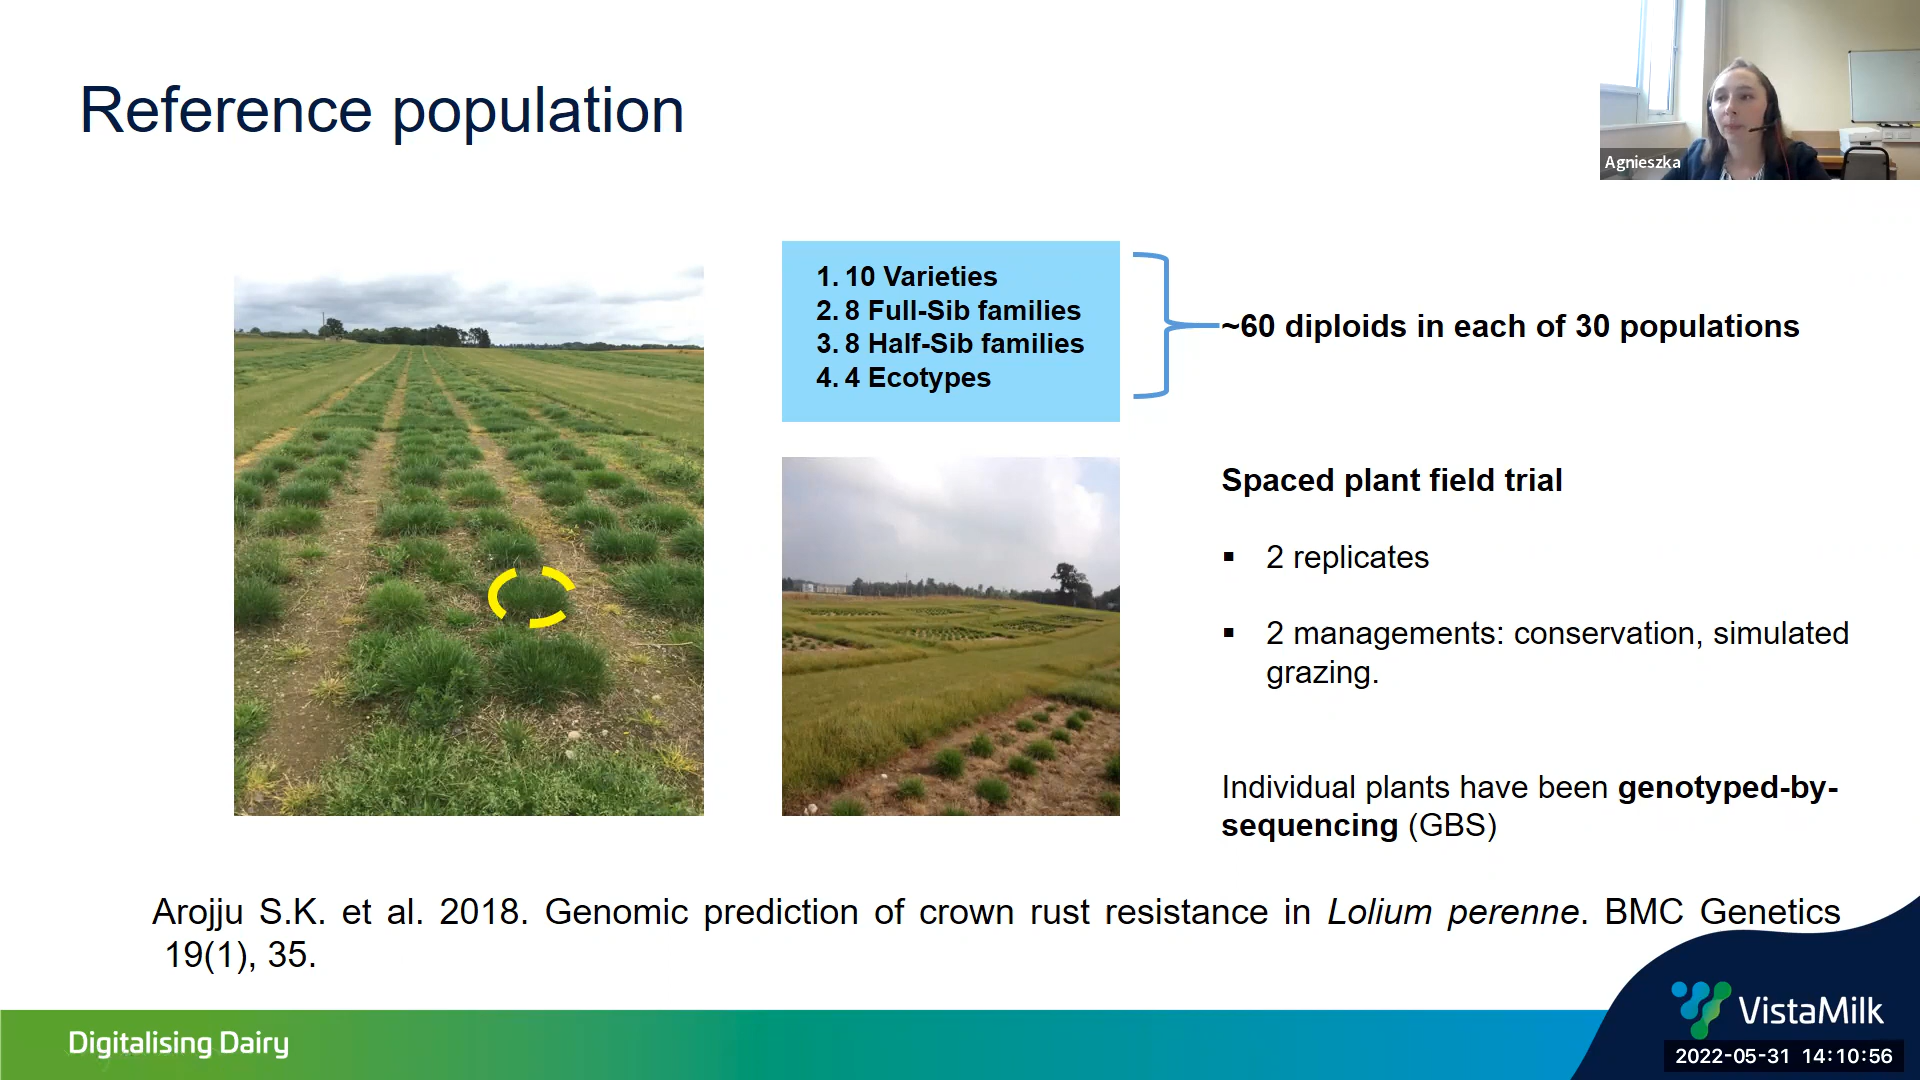 Reference population
Agnieszka
1. 10 Varieties
2. 8 Full-Sib families
3. 8 Half-Sib families
4. 4 Ecotypes
~60 diploids in each of 30 populations
Spaced plant field trial
▪ 2 replicates
▪ 2 managements: conservation, simulated
grazing.
Individual plants have been genotyped-by-
sequencing (GBS)
Arojju S.K. et al. 2018. Genomic prediction of crown rust resistance in Lolium perenne. BMC Genetics
19(1), 35.
Digitalising Dairy
VistaMilk
2022-05-31 14:10:56